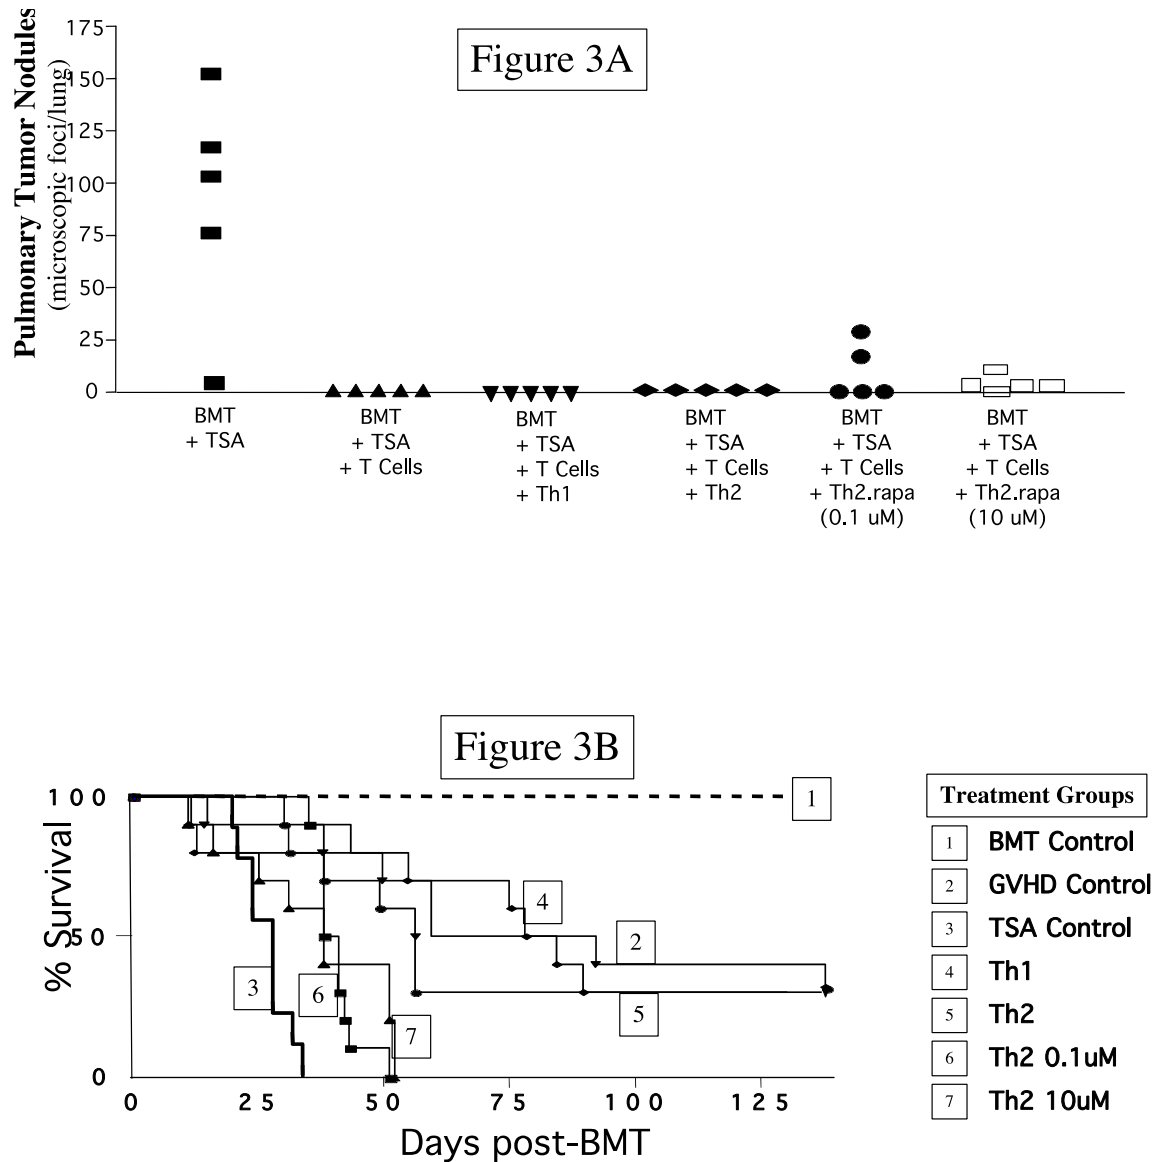 Figure 3A
Pulmonary Tumor Nodules
(microscopic foci/lung)
175
150
125
100
75
50
25
0
BMT
+ TSA
BMT
+ TSA
+ T Cells
BMT
+ TSA
+ T Cells
+ Th1
BMT
+ TSA
+ T Cells
+ Th2
BMT
+ TSA
+ T Cells
+ Th2.rapa
(0.1 uM)
BMT
+ TSA
+ T Cells
+ Th2.rapa
(10 uM)
Figure 3B
% Survival
100
50
0
1
4
2
3
6
5
7
0 25 50 75 100 125
Days post-BMT
Treatment Groups
1 BMT Control
2 GVHD Control
3 TSA Control
4 Th1
5 Th2
6 Th2 0.1uM
7 Th2 10uM